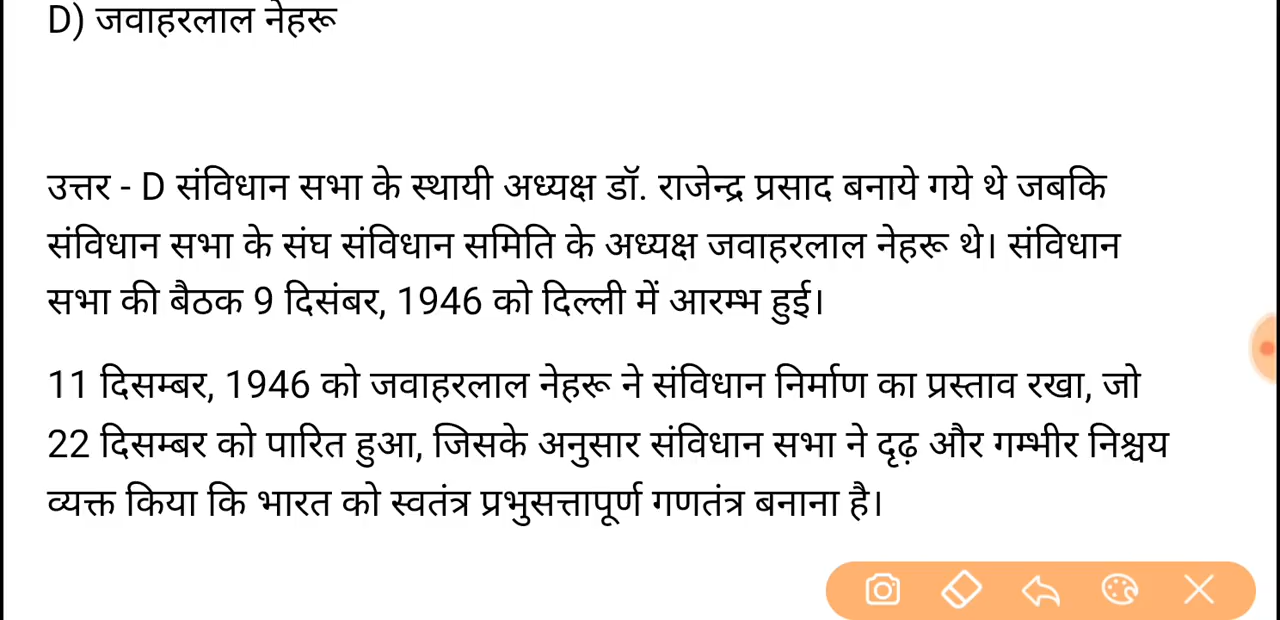 D) जवाहरलाल नेहरू
उत्तर - D संविधान सभा के स्थायी अध्यक्ष डॉ. राजेन्द्र प्रसाद बनाये गये थे जबकि
संविधान सभा के संघ संविधान समिति के अध्यक्ष जवाहरलाल नेहरू थे। संविधान
सभा की बैठक 9 दिसंबर, 1946 को दिल्ली में आरम्भ हुई।
11 दिसम्बर, 1946 को जवाहरलाल नेहरू ने संविधान निर्माण का प्रस्ताव रखा, जो
22 दिसम्बर को पारित हुआ, जिसके अनुसार संविधान सभा ने दृढ़ और गम्भीर निश्चय
व्यक्त किया कि भारत को स्वतंत्र प्रभुसत्तापूर्ण गणतंत्र बनाना है।